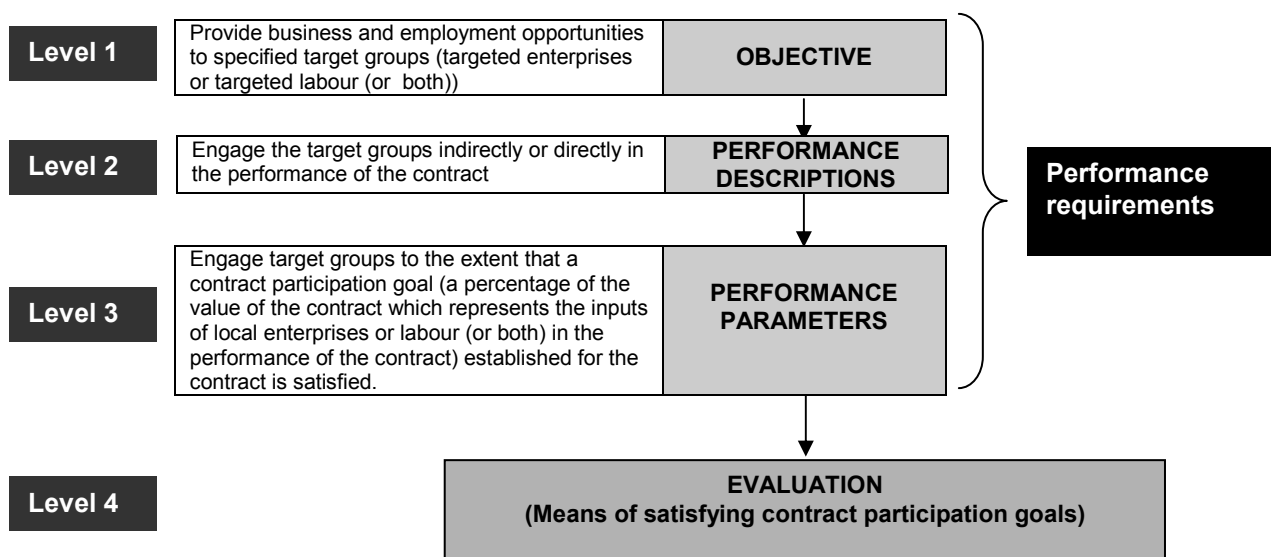 Level 1
Provide business and employment opportunities
to specified target groups (targeted enterprises
or targeted labour (or both))
OBJECTIVE
Level 2
Engage the target groups indirectly or directly in
the performance of the contract
PERFORMANCE
DESCRIPTIONS
Performance
requirements
Level 3
Engage target groups to the extent that a
contract participation goal (a percentage of the
value of the contract which represents the inputs
of local enterprises or labour (or both) in the
performance of the contract) established for the
contract is satisfied.
PERFORMANCE
PARAMETERS
Level 4
EVALUATION
(Means of satisfying contract participation goals)